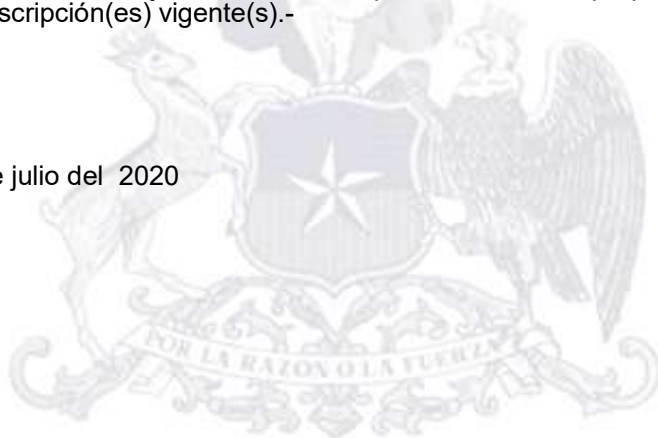 scripción(es) vigente(s).-
julio del 2020
POR LA RAZON O LA FUERZA